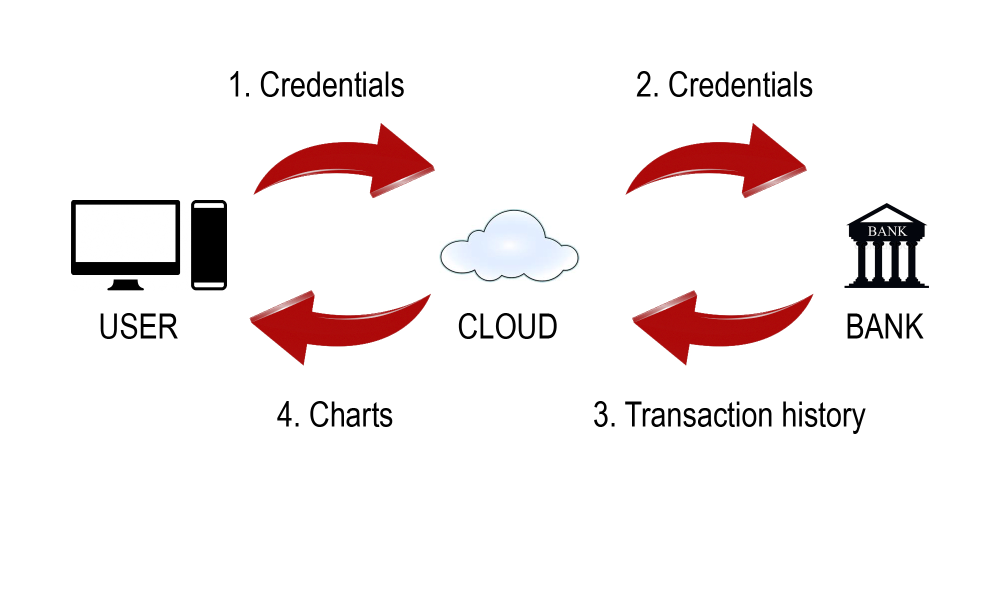 1. Credentials
2. Credentials
BANK
USER
CLOUD
BANK
4. Charts
3. Transaction history